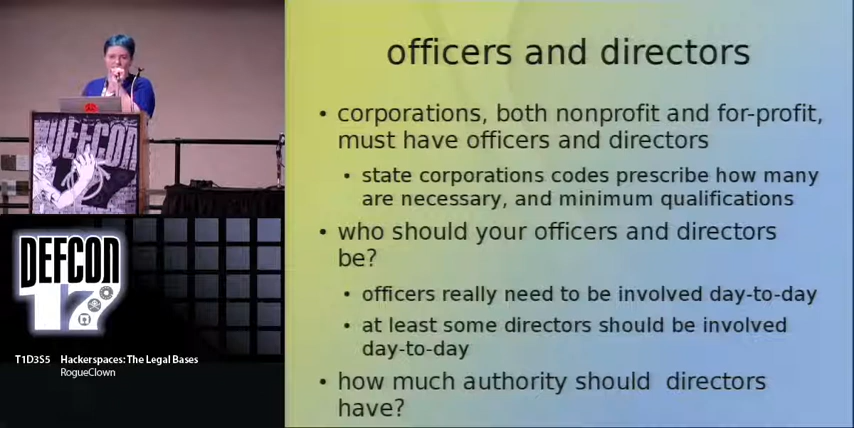 officers and directors
• corporations, both nonprofit and for-profit,
must have officers and directors
• state corporations codes prescribe how many
are necessary, and minimum qualifications
• who should your officers and directors
be?
• officers really need to be involved day-to-day
• at least some directors should be involved
day-to-day
• how much authority should directors
have?
DEFCON
DEFCON
17
T1D3S5 Hackerspaces: The Legal Bases
RogueClown